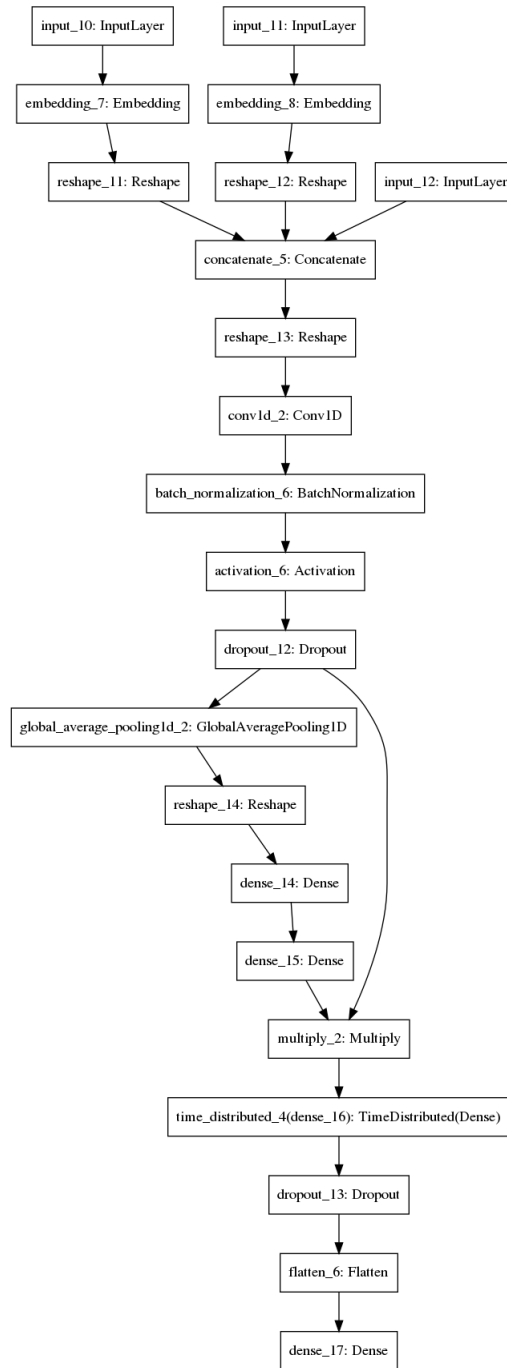 input_10: InputLayer
input_11: InputLayer
embedding_7: Embedding
embedding_8: Embedding
reshape_11: Reshape
reshape_12: Reshape
input_12: InputLayer
concatenate_5: Concatenate
reshape_13: Reshape
conv1d_2: Conv1D
batch_normalization_6: BatchNormalization
activation_6: Activation
dropout_12: Dropout
global_average_pooling1d_2: GlobalAveragePooling1D
reshape_14: Reshape
dense_14: Dense
dense_15: Dense
multiply_2: Multiply
time_distributed_4(dense_16): TimeDistributed(Dense)
dropout_13: Dropout
flatten_6: Flatten
dense_17: Dense